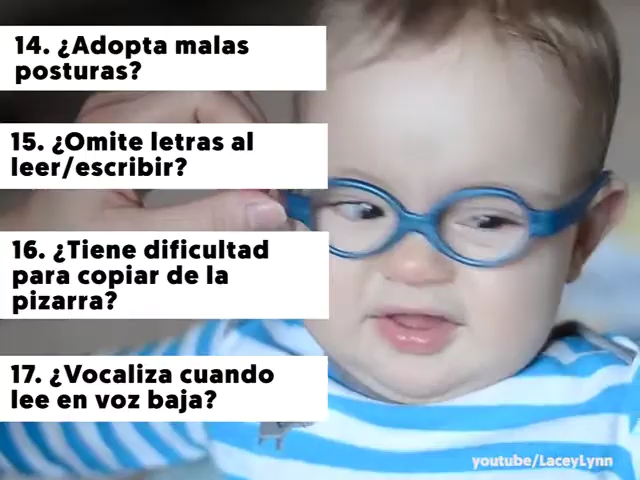 14. ¿Adopta malas
posturas?
15. ¿Omite letras al
leer/escribir?
16. ¿Tiene dificultad
para copiar de la
pizarra?
17. ¿Vocaliza cuando
lee en voz baja?
youtube/LaceyLynn